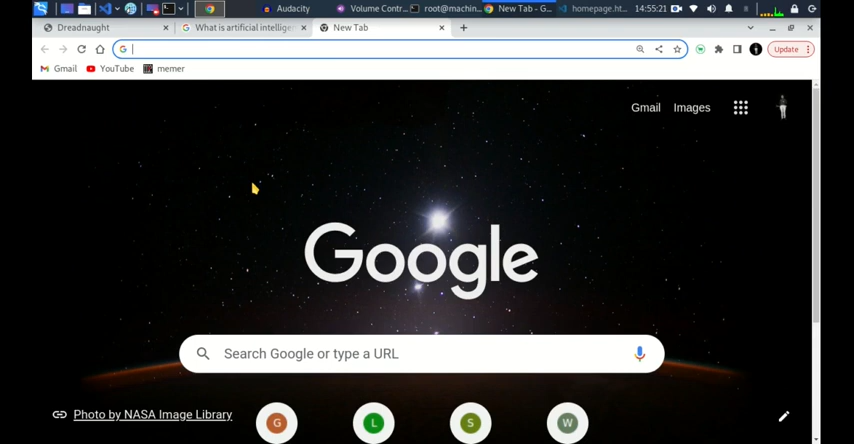 Audacity
Volume Contr...
root@machin...
New Tab - G...
homepage.ht...
14:55:21
Dreadnaught
What is artificial intellige
New Tab
Update
Gmail
YouTube
memer
Gmail
Images
Google
Search Google or type a URL
Photo by NASA Image Library
G
L
S
W